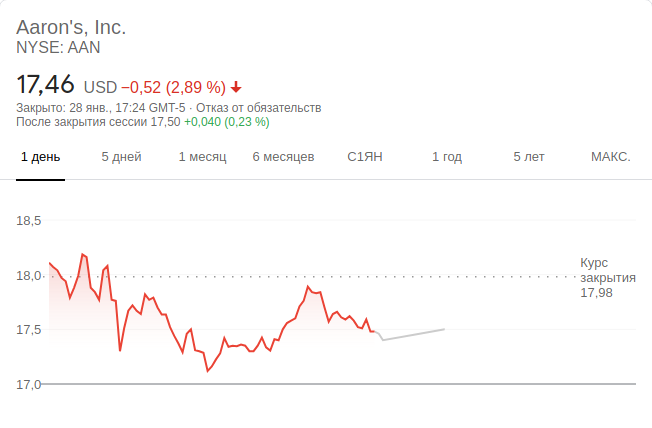 Aaron's, Inc.
NYSE: AAN
17,46 USD −0,52 (2,89 %)
Закрыто: 28 янв., 17:24 GMT-5 · Отказ от обязательств
После закрытия сессии 17,50 +0,040 (0,23 %)
1 день 5 дней 1 месяц 6 месяцев С1ЯН 1 год 5 лет МАКС.
18,5
18,0
17,5
17,0
Курс
закрытия
17,98